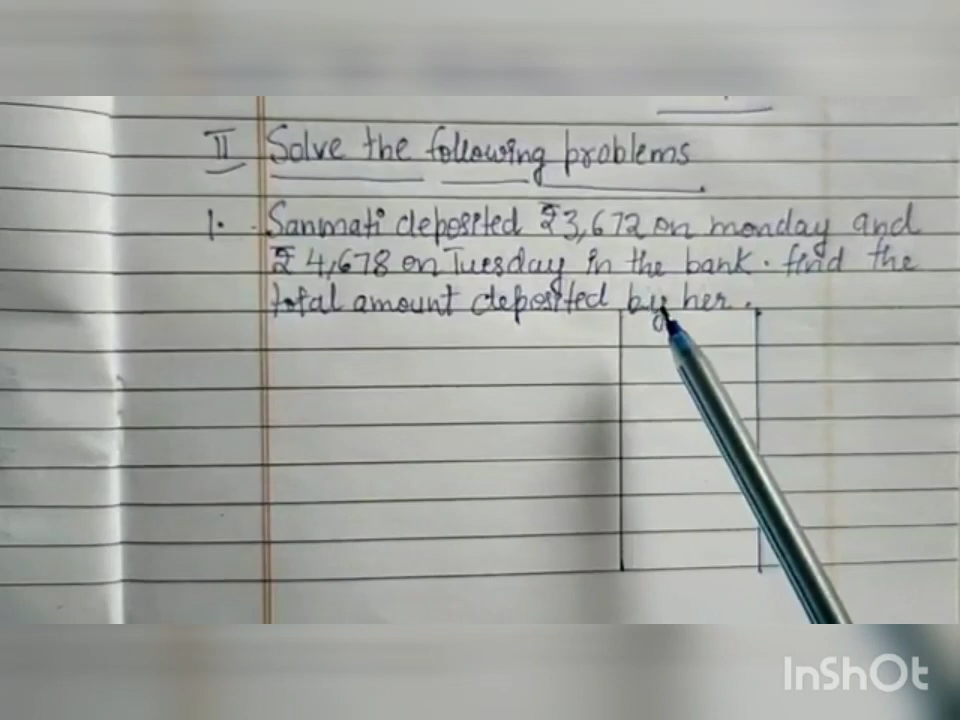 II Solve the following problems.
1. Sanmati deposited ₹3,672 on monday and
₹ 4,678 on Tuesday in the bank. find the
total amount deposited by her.
InShOt